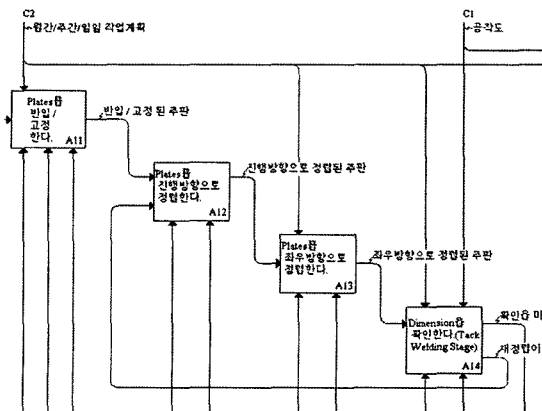 C2
월간/주간/일일 작업계획
C1
공작도
Plates를
반입 /
고정
한다.
A11
반입 / 고정 된 주판
Plates를
진행방향으로
정렬한다.
A12
진행방향으로 정렬된 주판
Plates를
좌우방향으로
정렬한다.
A13
좌우방향으로 정렬된 주판
Dimension을
확인한다.(Tack
Welding Stage)
A14
확인을 마
재정렬이